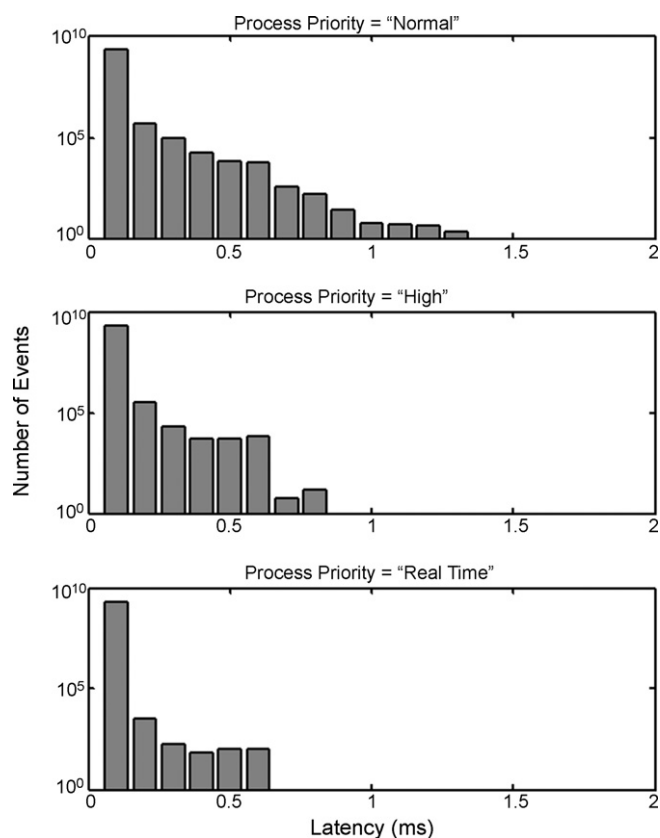 Process Priority = “Normal”
10^10
10^5
10^0
0 0.5 1 1.5 2
Process Priority = “High”
10^10
10^5
10^0
0 0.5 1 1.5 2
Number of Events
Process Priority = “Real Time”
10^10
10^5
10^0
0 0.5 1 1.5 2
Latency (ms)